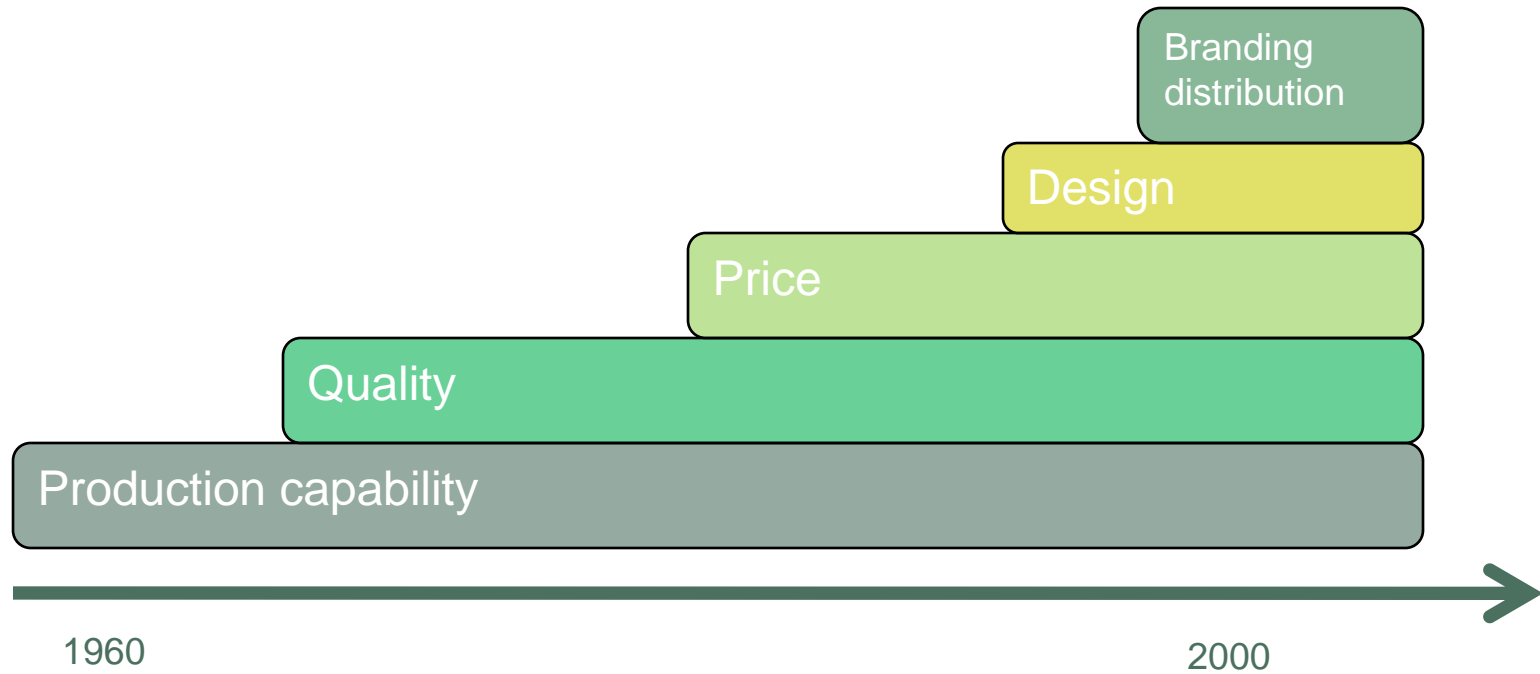 Branding
distribution
Design
Price
Quality
Production capability
1960
2000